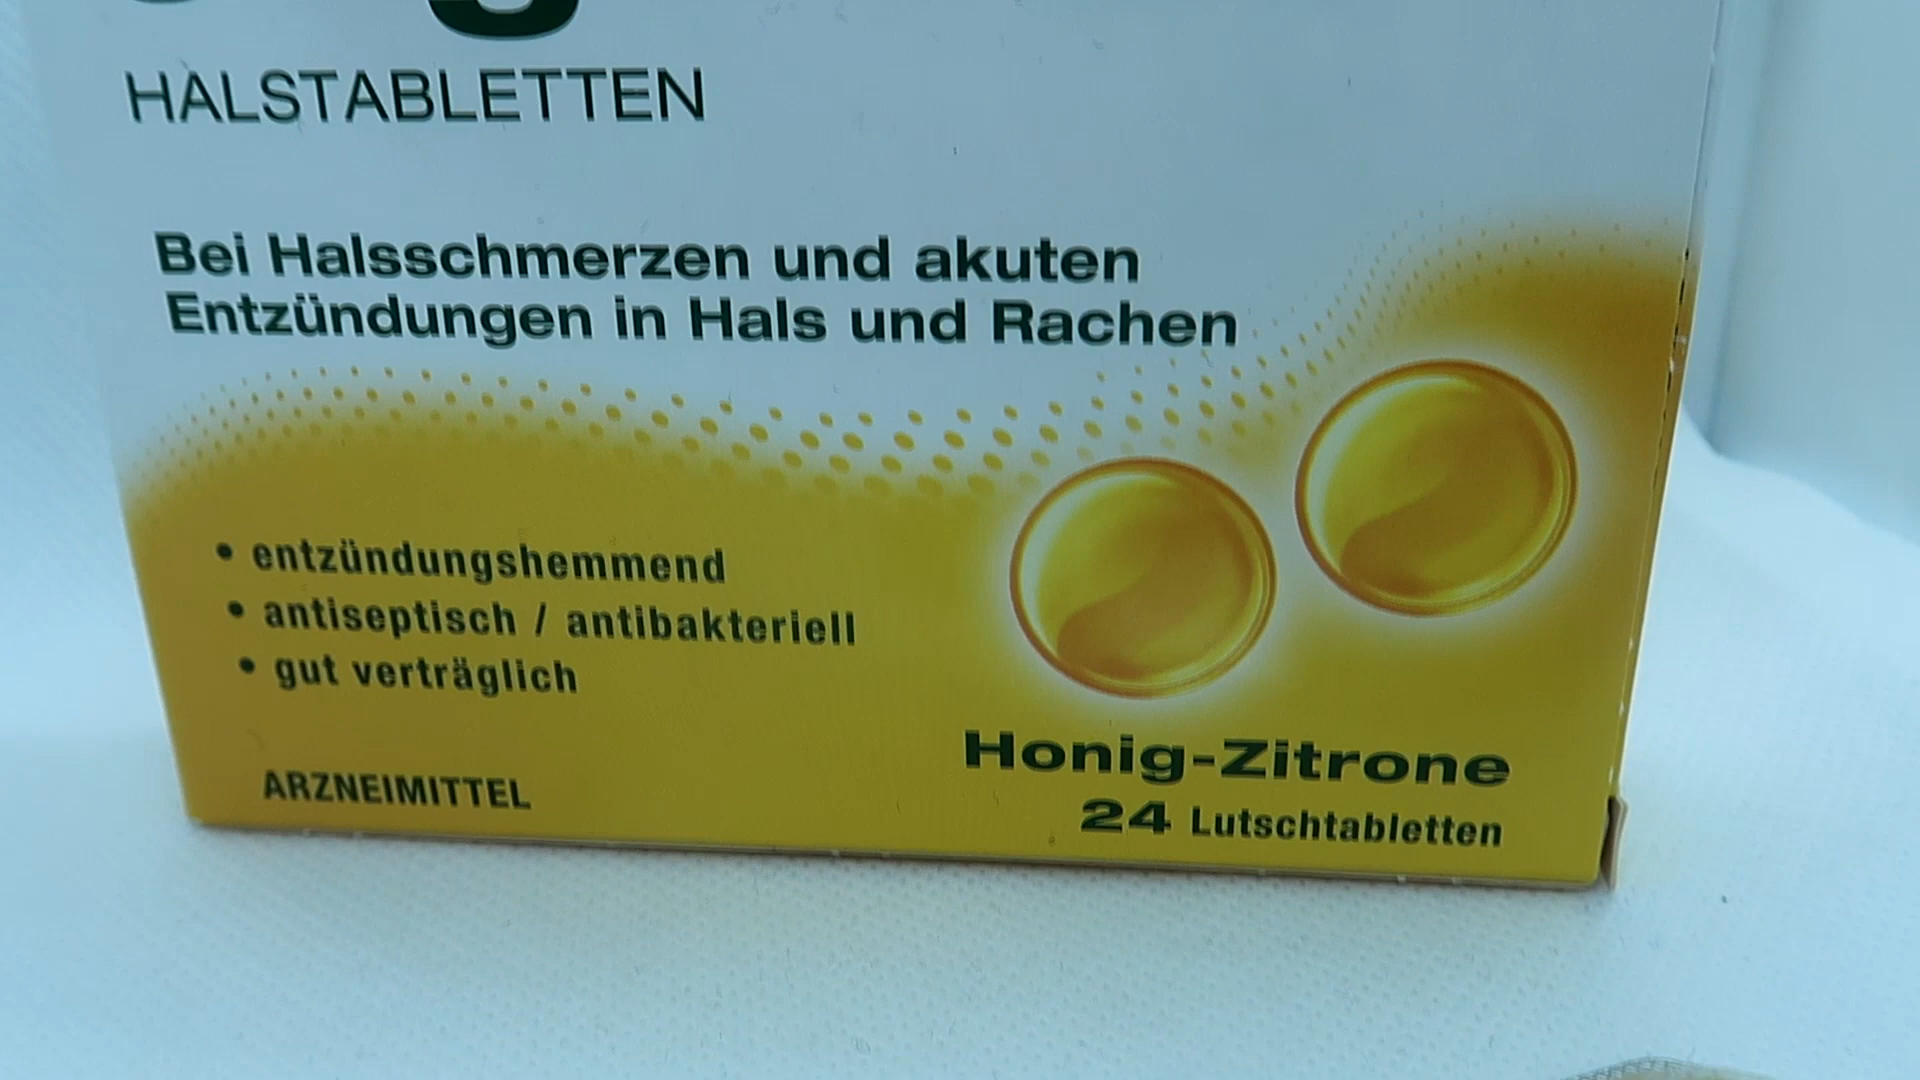 HALSTABLETTEN
Bei Halsschmerzen und akuten
Entzündungen in Hals und Rachen
• entzündungshemmend
• antiseptisch / antibakteriell
• gut verträglich
ARZNEIMITTEL
Honig-Zitrone
24 Lutschtabletten